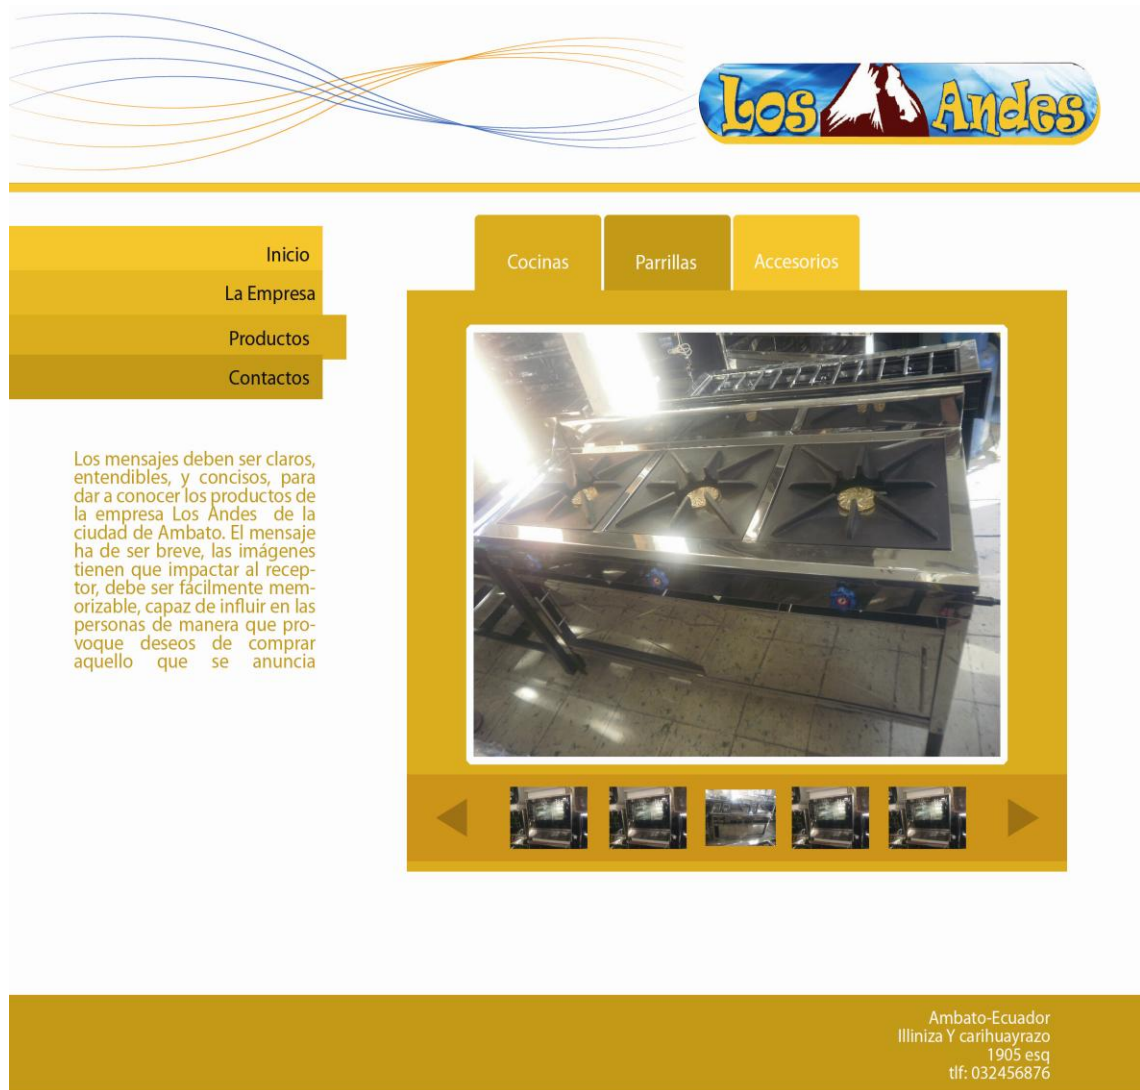 Los Andes
Inicio
La Empresa
Productos
Contactos
Cocinas
Parrillas
Accesorios
Los mensajes deben ser claros,
entendibles, y concisos, para
dar a conocer los productos de
la empresa Los Andes de la
ciudad de Ambato. El mensaje
ha de ser breve, las imágenes
tienen que impactar al recep-
tor, debe ser fácilmente mem-
orizable, capaz de influir en las
personas de manera que pro-
voque deseos de comprar
aquello que se anuncia
Ambato-Ecuador
Illiniza Y carihuayrazo
1905 esq
tlf: 032456876